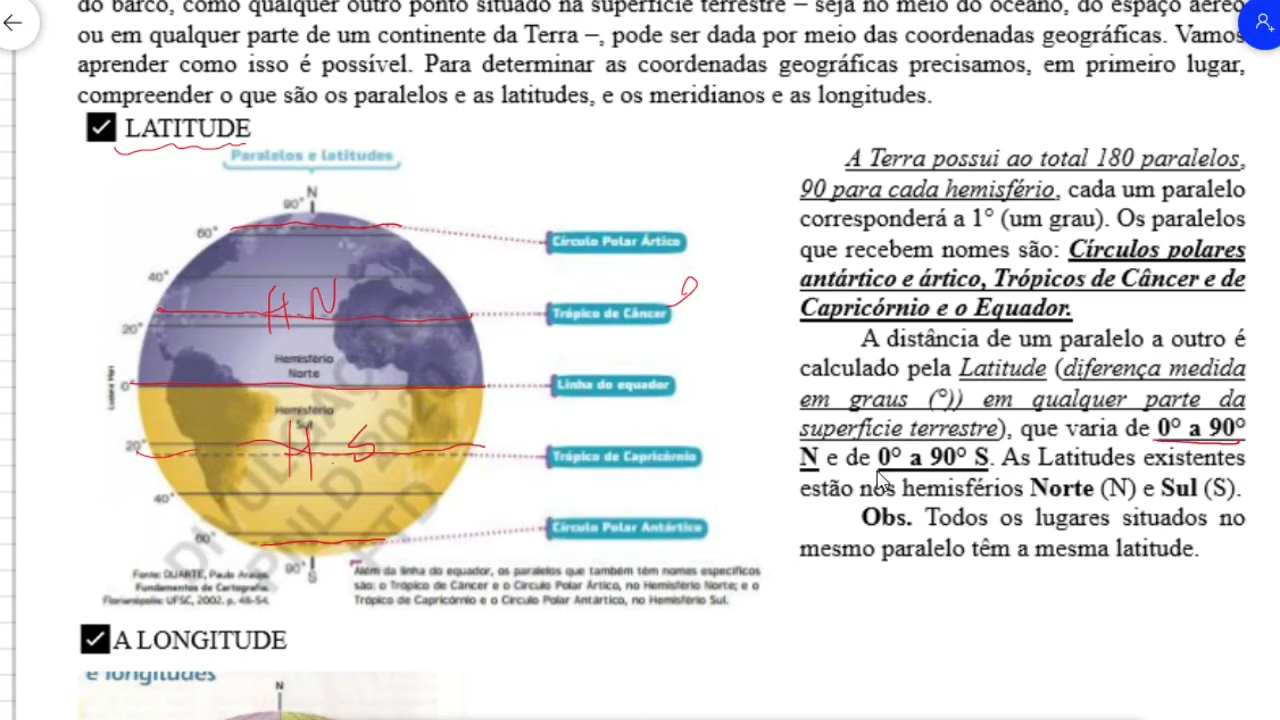 do barco, como qualquer outro ponto situado na superfície terrestre – seja no meio do oceano, do espaço aéreo
ou em qualquer parte de um continente da Terra –, pode ser dada por meio das coordenadas geográficas. Vamos
aprender como isso é possível. Para determinar as coordenadas geográficas precisamos, em primeiro lugar,
compreender o que são os paralelos e as latitudes, e os meridianos e as longitudes.
LATITUDE
Paralelos e latitudes
N
90°
60°
Círculo Polar Ártico
40°
H.N
Trópico de Câncer
20°
Hemisfério
Norte
0°
Linha do equador
Hemisfério
Sul
H.S
20°
Trópico de Capricórnio
40°
60°
Círculo Polar Antártico
90°
S
DIVULGAÇÃO
PNLD 2020
Fonte: DUARTE, Paulo Araújo.
Fundamentos de Cartografia.
Florianópolis: UFSC, 2002. p. 48-54.
Além da linha do equador, os paralelos que também têm nomes específicos
são: o Trópico de Câncer e o Círculo Polar Ártico, no Hemisfério Norte; e o
Trópico de Capricórnio e o Círculo Polar Antártico, no Hemisfério Sul.
A Terra possui ao total 180 paralelos,
90 para cada hemisfério, cada um paralelo
corresponderá a 1° (um grau). Os paralelos
que recebem nomes são: Círculos polares
antártico e ártico, Trópicos de Câncer e de
Capricórnio e o Equador.
A distância de um paralelo a outro é
calculado pela Latitude (diferença medida
em graus (°)) em qualquer parte da
superfície terrestre), que varia de 0° a 90°
N e de 0° a 90° S. As Latitudes existentes
estão nos hemisférios Norte (N) e Sul (S).
Obs. Todos os lugares situados no
mesmo paralelo têm a mesma latitude.
A LONGITUDE
e longitudes
N